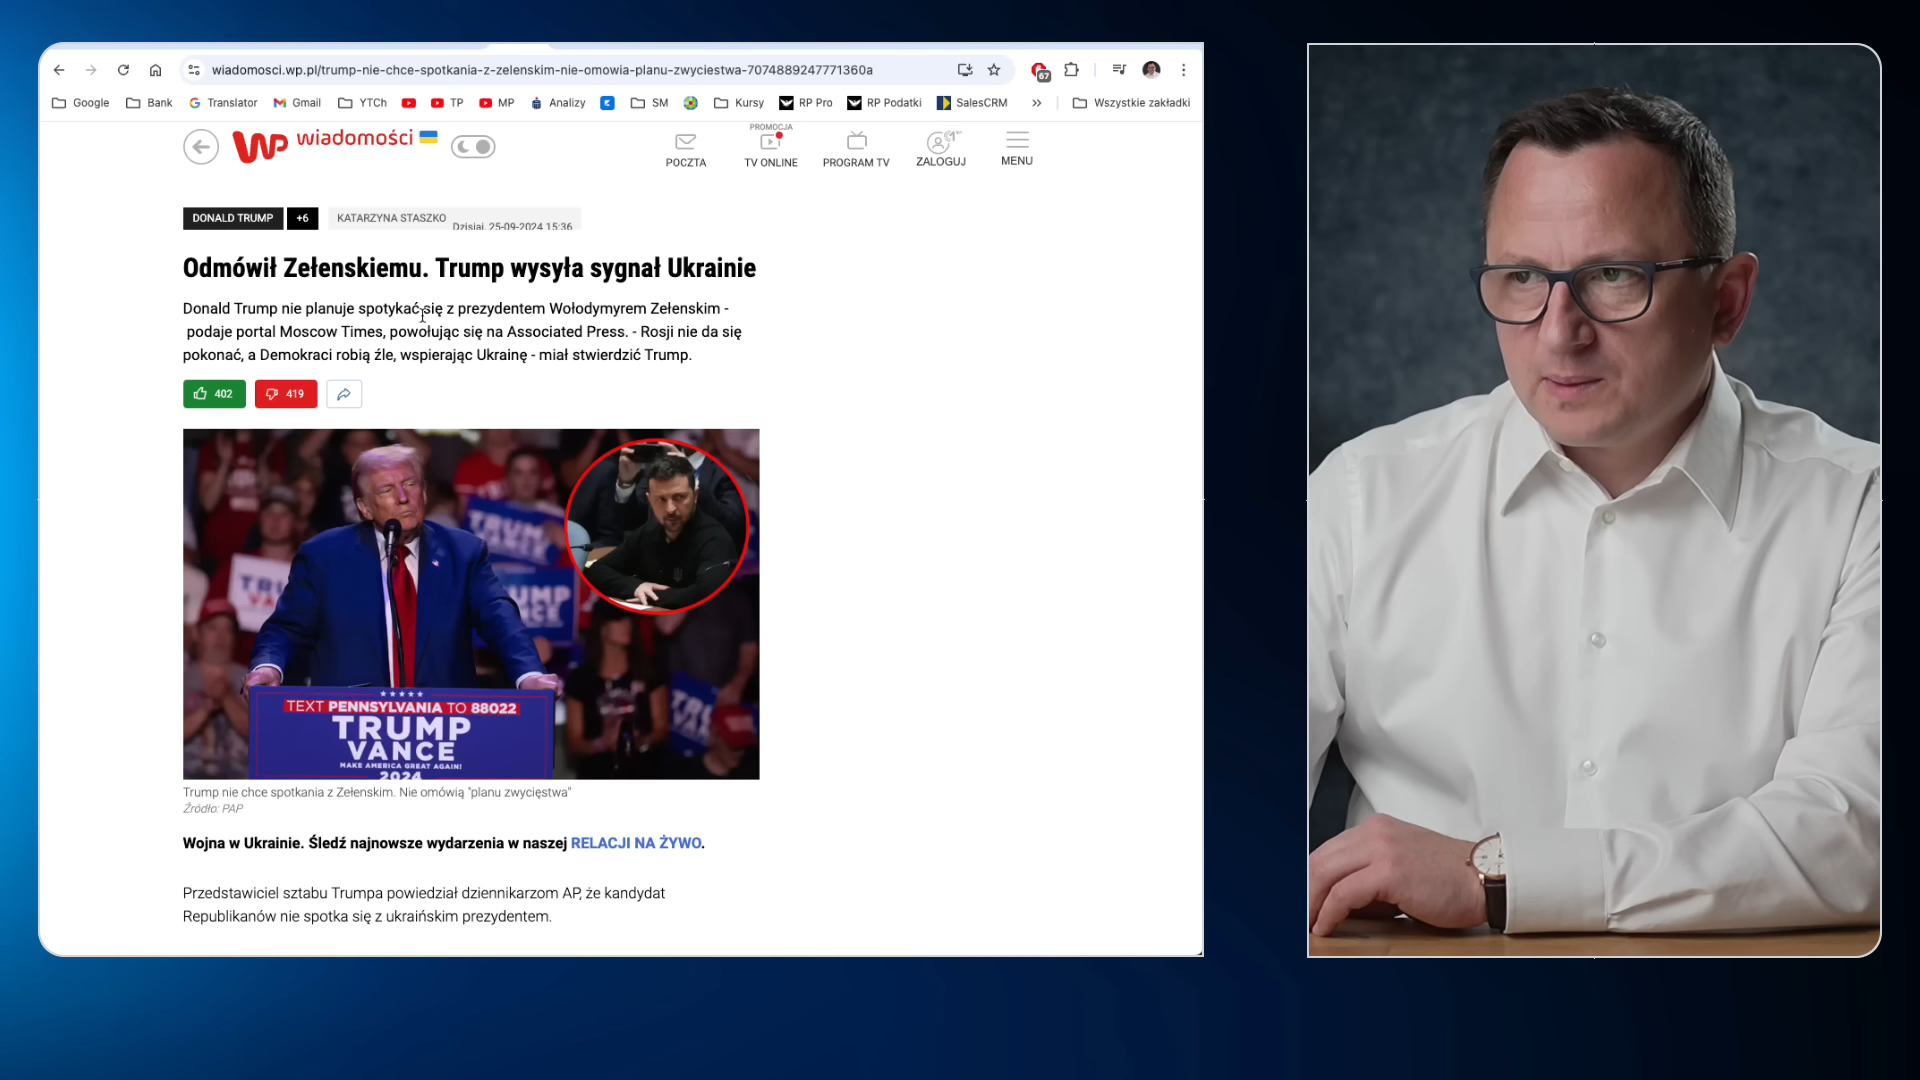 wiadomosci.wp.pl/trump-nie-chce-spotkania-z-zelenskim-nie-omowia-planu-zwyciestwa-7074889247771360a
67
Google Bank Translator Gmail YTCh TP MP Analizy SM Kursy RP Pro RP Podatki SalesCRM » Wszystkie zakładki
wp wiadomości
POCZTA
PROMOCJA
TV ONLINE
PROGRAM TV
ZALOGUJ
MENU
DONALD TRUMP +6 KATARZYNA STASZKO Dzisiaj, 25-09-2024 15:36
Odmówił Zełenskiemu. Trump wysyła sygnał Ukrainie
Donald Trump nie planuje spotykać się z prezydentem Wołodymyrem Zełenskim -
podaje portal Moscow Times, powołując się na Associated Press. - Rosji nie da się
pokonać, a Demokraci robią źle, wspierając Ukrainę - miał stwierdzić Trump.
402 419
TRUMP
VANCE
TEXT PENNSYLVANIA TO 88022
TRUMP
VANCE
MAKE AMERICA GREAT AGAIN!
2024
Trump nie chce spotkania z Zełenskim. Nie omówią "planu zwycięstwa"
Źródło: PAP
Wojna w Ukrainie. Śledź najnowsze wydarzenia w naszej RELACJI NA ŻYWO.
Przedstawiciel sztabu Trumpa powiedział dziennikarzom AP, że kandydat
Republikanów nie spotka się z ukraińskim prezydentem.